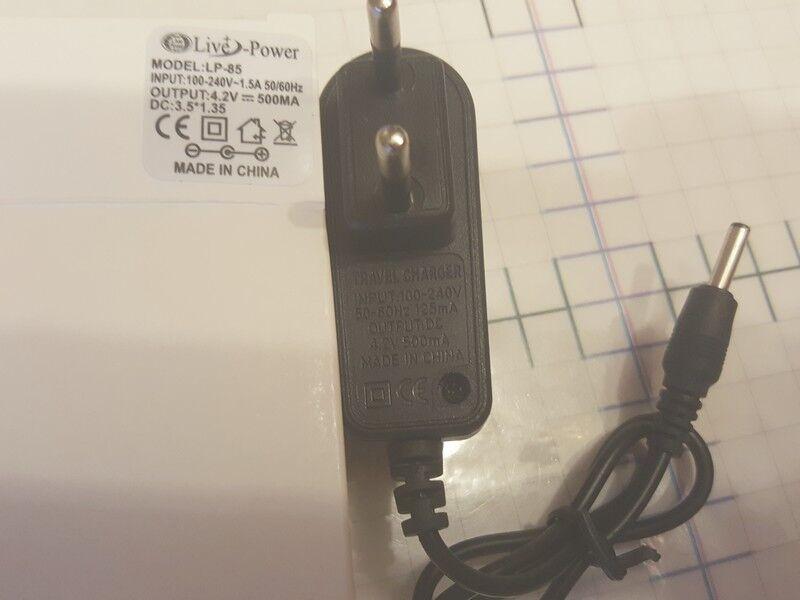 Live-Power
MODEL:LP-85
INPUT:100-240V~1.5A 50/60Hz
OUTPUT:4.2V⎓500MA
DC:3.5*1.35
CE
MADE IN CHINA
TRAVEL CHARGER
INPUT:100-240V
50-60Hz 125mA
OUTPUT:DC
4.2V 500mA
MADE IN CHINA
CE